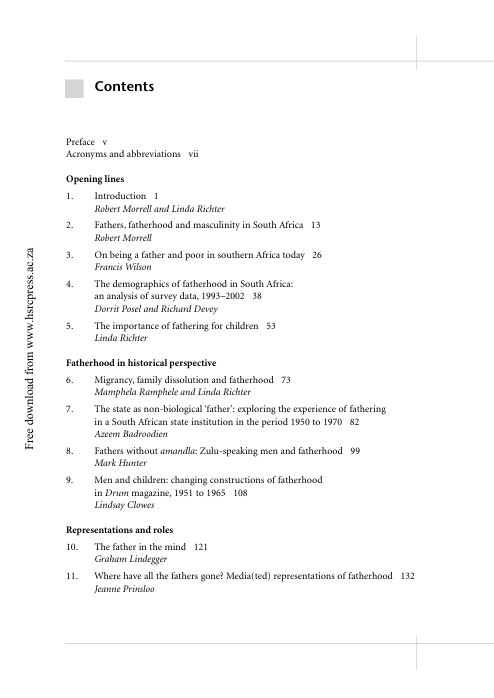 Contents
Preface v
Acronyms and abbreviations vii
Opening lines
1. Introduction 1
Robert Morrell and Linda Richter
2. Fathers, fatherhood and masculinity in South Africa 13
Robert Morrell
3. On being a father and poor in southern Africa today 26
Francis Wilson
4. The demographics of fatherhood in South Africa:
an analysis of survey data, 1993–2002 38
Dorrit Posel and Richard Devey
5. The importance of fathering for children 53
Linda Richter
Fatherhood in historical perspective
6. Migrancy, family dissolution and fatherhood 73
Mamphela Ramphele and Linda Richter
7. The state as non-biological ‘father’: exploring the experience of fathering
in a South African state institution in the period 1950 to 1970 82
Azeem Badroodien
8. Fathers without amandla: Zulu-speaking men and fatherhood 99
Mark Hunter
9. Men and children: changing constructions of fatherhood
in Drum magazine, 1951 to 1965 108
Lindsay Clowes
Representations and roles
10. The father in the mind 121
Graham Lindegger
11. Where have all the fathers gone? Media(ted) representations of fatherhood 132
Jeanne Prinsloo
Free download from www.hsrcpress.ac.za